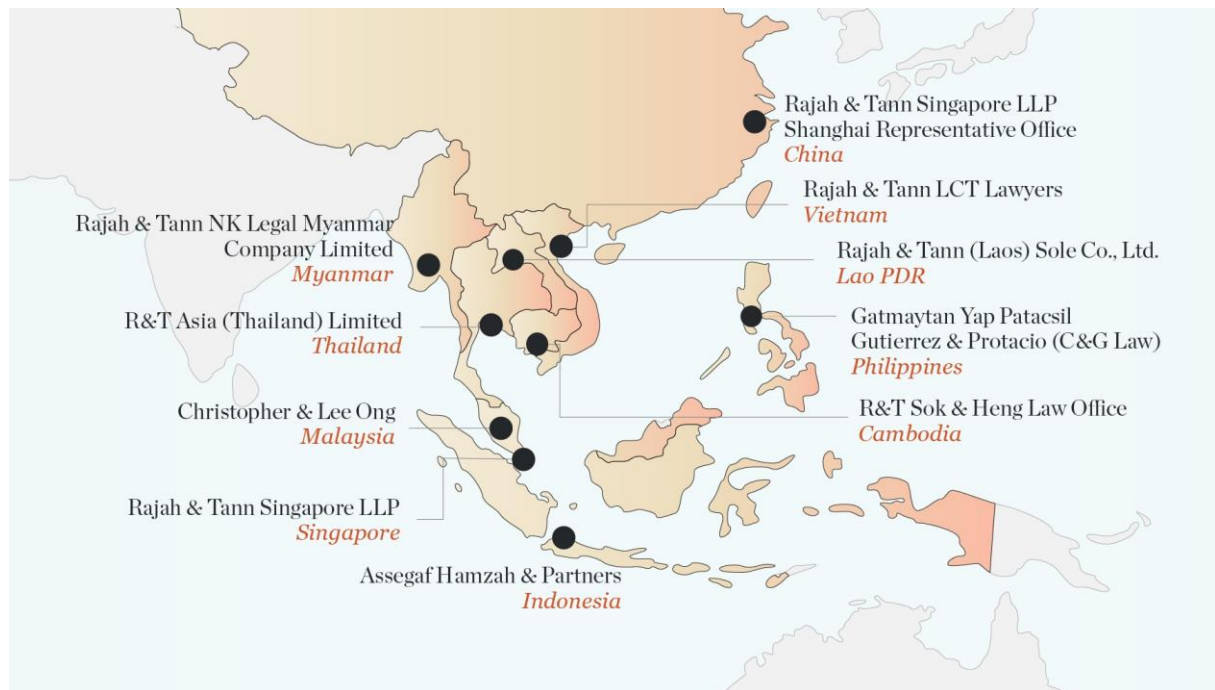 Rajah & Tann Singapore LLP
Shanghai Representative Office
China
Rajah & Tann LCT Lawyers
Vietnam
Rajah & Tann NK Legal Myanmar
Company Limited
Myanmar
Rajah & Tann (Laos) Sole Co., Ltd.
Lao PDR
R&T Asia (Thailand) Limited
Thailand
Gatmaytan Yap Patacsil
Gutierrez & Protacio (C&G Law)
Philippines
Christopher & Lee Ong
Malaysia
R&T Sok & Heng Law Office
Cambodia
Rajah & Tann Singapore LLP
Singapore
Assegaf Hamzah & Partners
Indonesia